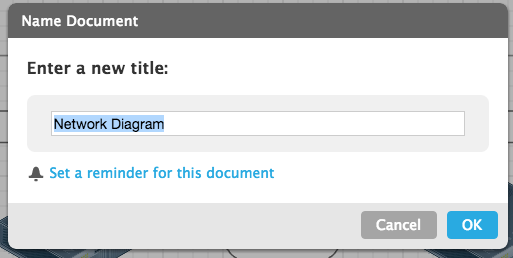 Name Document
Enter a new title:
Network Diagram
Set a reminder for this document
Cancel OK